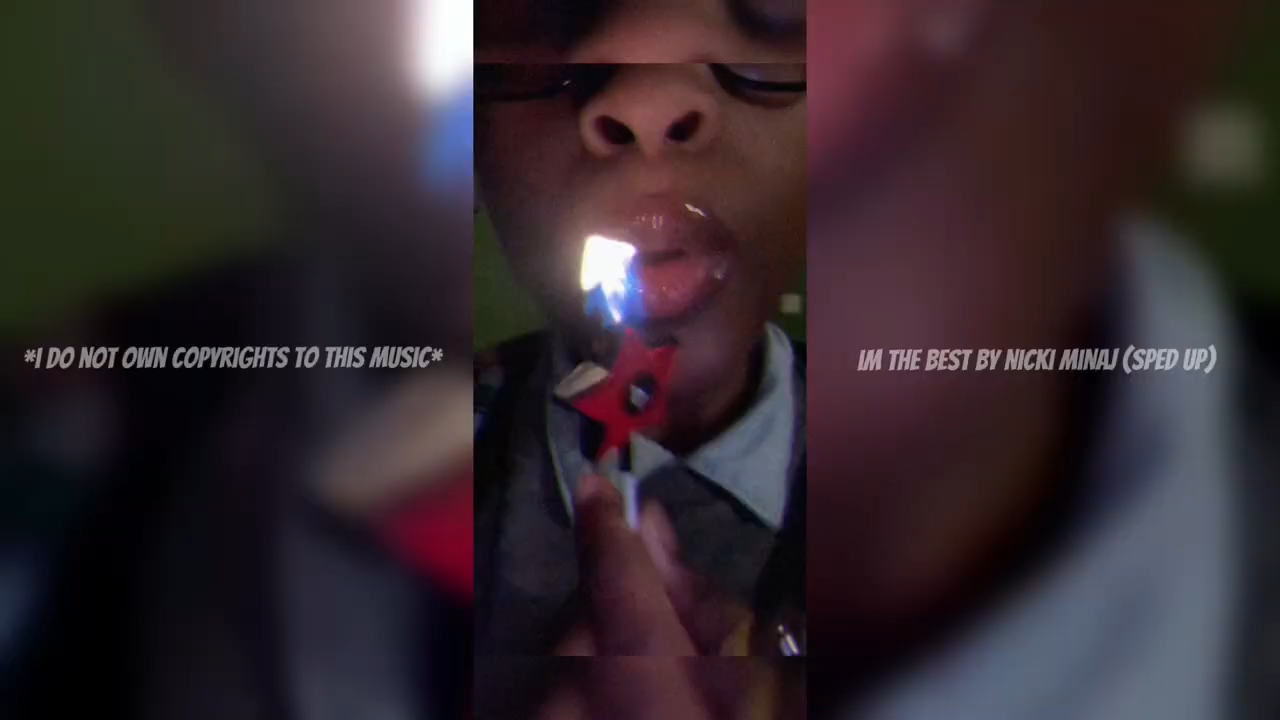 *I DO NOT OWN COPYRIGHTS TO THIS MUSIC*
IM THE BEST BY NICKI MINAJ (SPED UP)